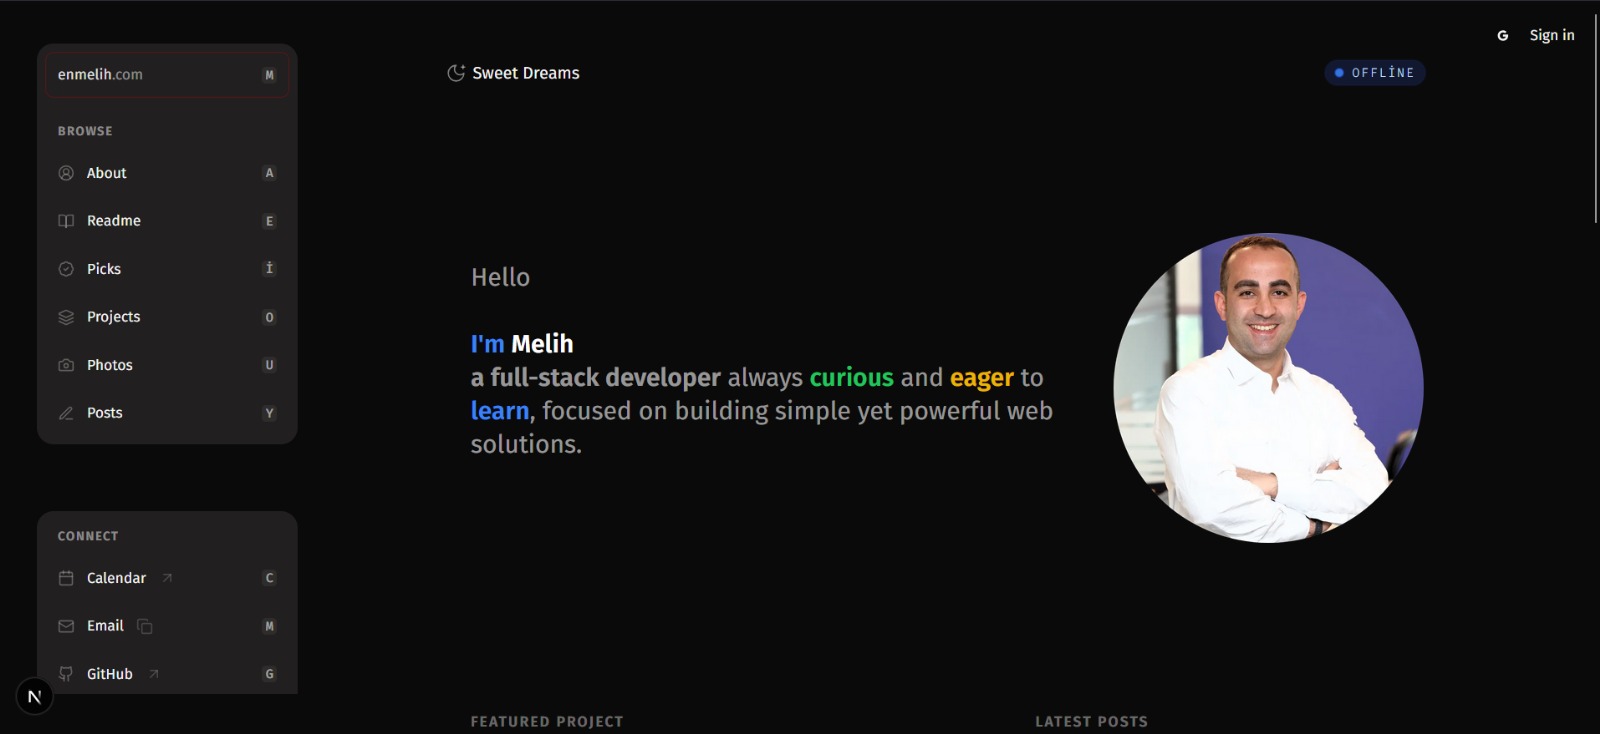 G Sign in
enmelih.com M
BROWSE
About A
Readme E
Picks İ
Projects O
Photos U
Posts Y
CONNECT
Calendar C
Email M
GitHub G
N
Sweet Dreams
OFFLİNE
Hello
I'm Melih
a full-stack developer always curious and eager to
learn, focused on building simple yet powerful web
solutions.
FEATURED PROJECT
LATEST POSTS